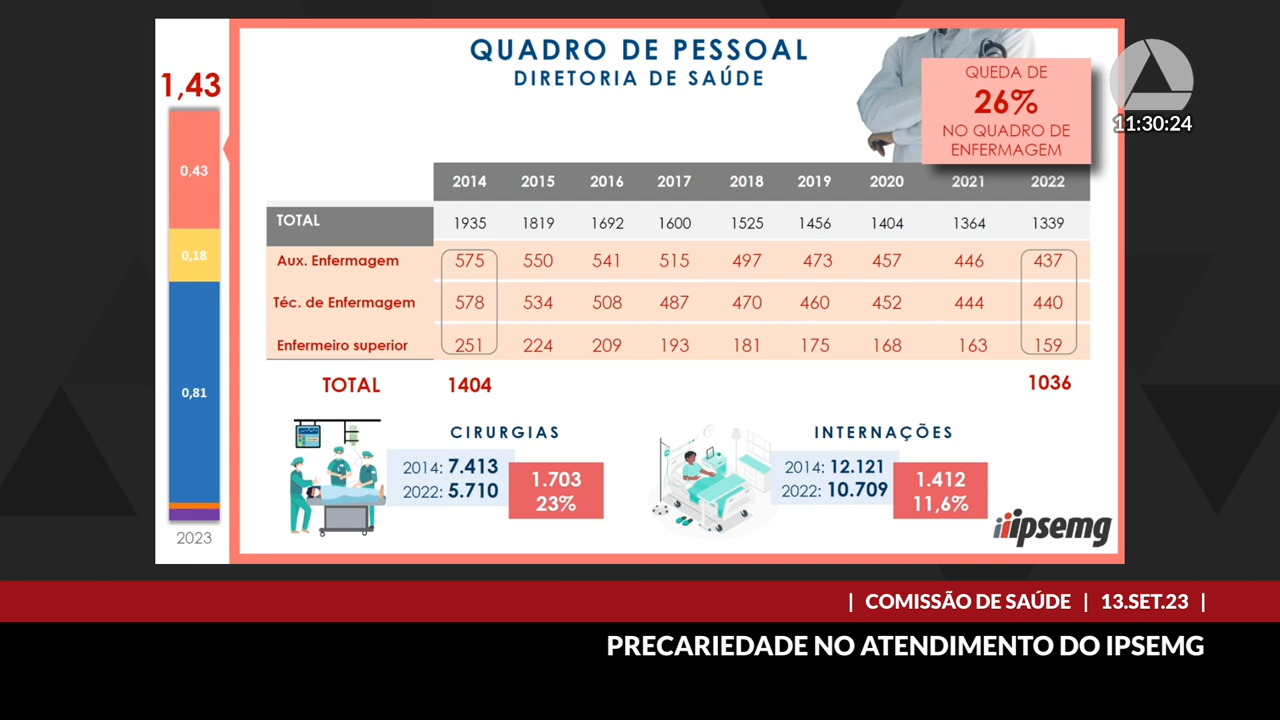 QUADRO DE PESSOAL
DIRETORIA DE SAÚDE
1,43
0,43
0,18
0,81
2023
QUEDA DE
26%
NO QUADRO DE
ENFERMAGEM
11:30:24
2014 2015 2016 2017 2018 2019 2020 2021 2022
TOTAL 1935 1819 1692 1600 1525 1456 1404 1364 1339
Aux. Enfermagem 575 550 541 515 497 473 457 446 437
Téc. de Enfermagem 578 534 508 487 470 460 452 444 440
Enfermeiro superior 251 224 209 193 181 175 168 163 159
TOTAL 1404 1036
CIRURGIAS
2014: 7.413
2022: 5.710
1.703
23%
INTERNAÇÕES
2014: 12.121
2022: 10.709
1.412
11,6%
ipsemg
| COMISSÃO DE SAÚDE | 13.SET.23 |
PRECARIEDADE NO ATENDIMENTO DO IPSEMG